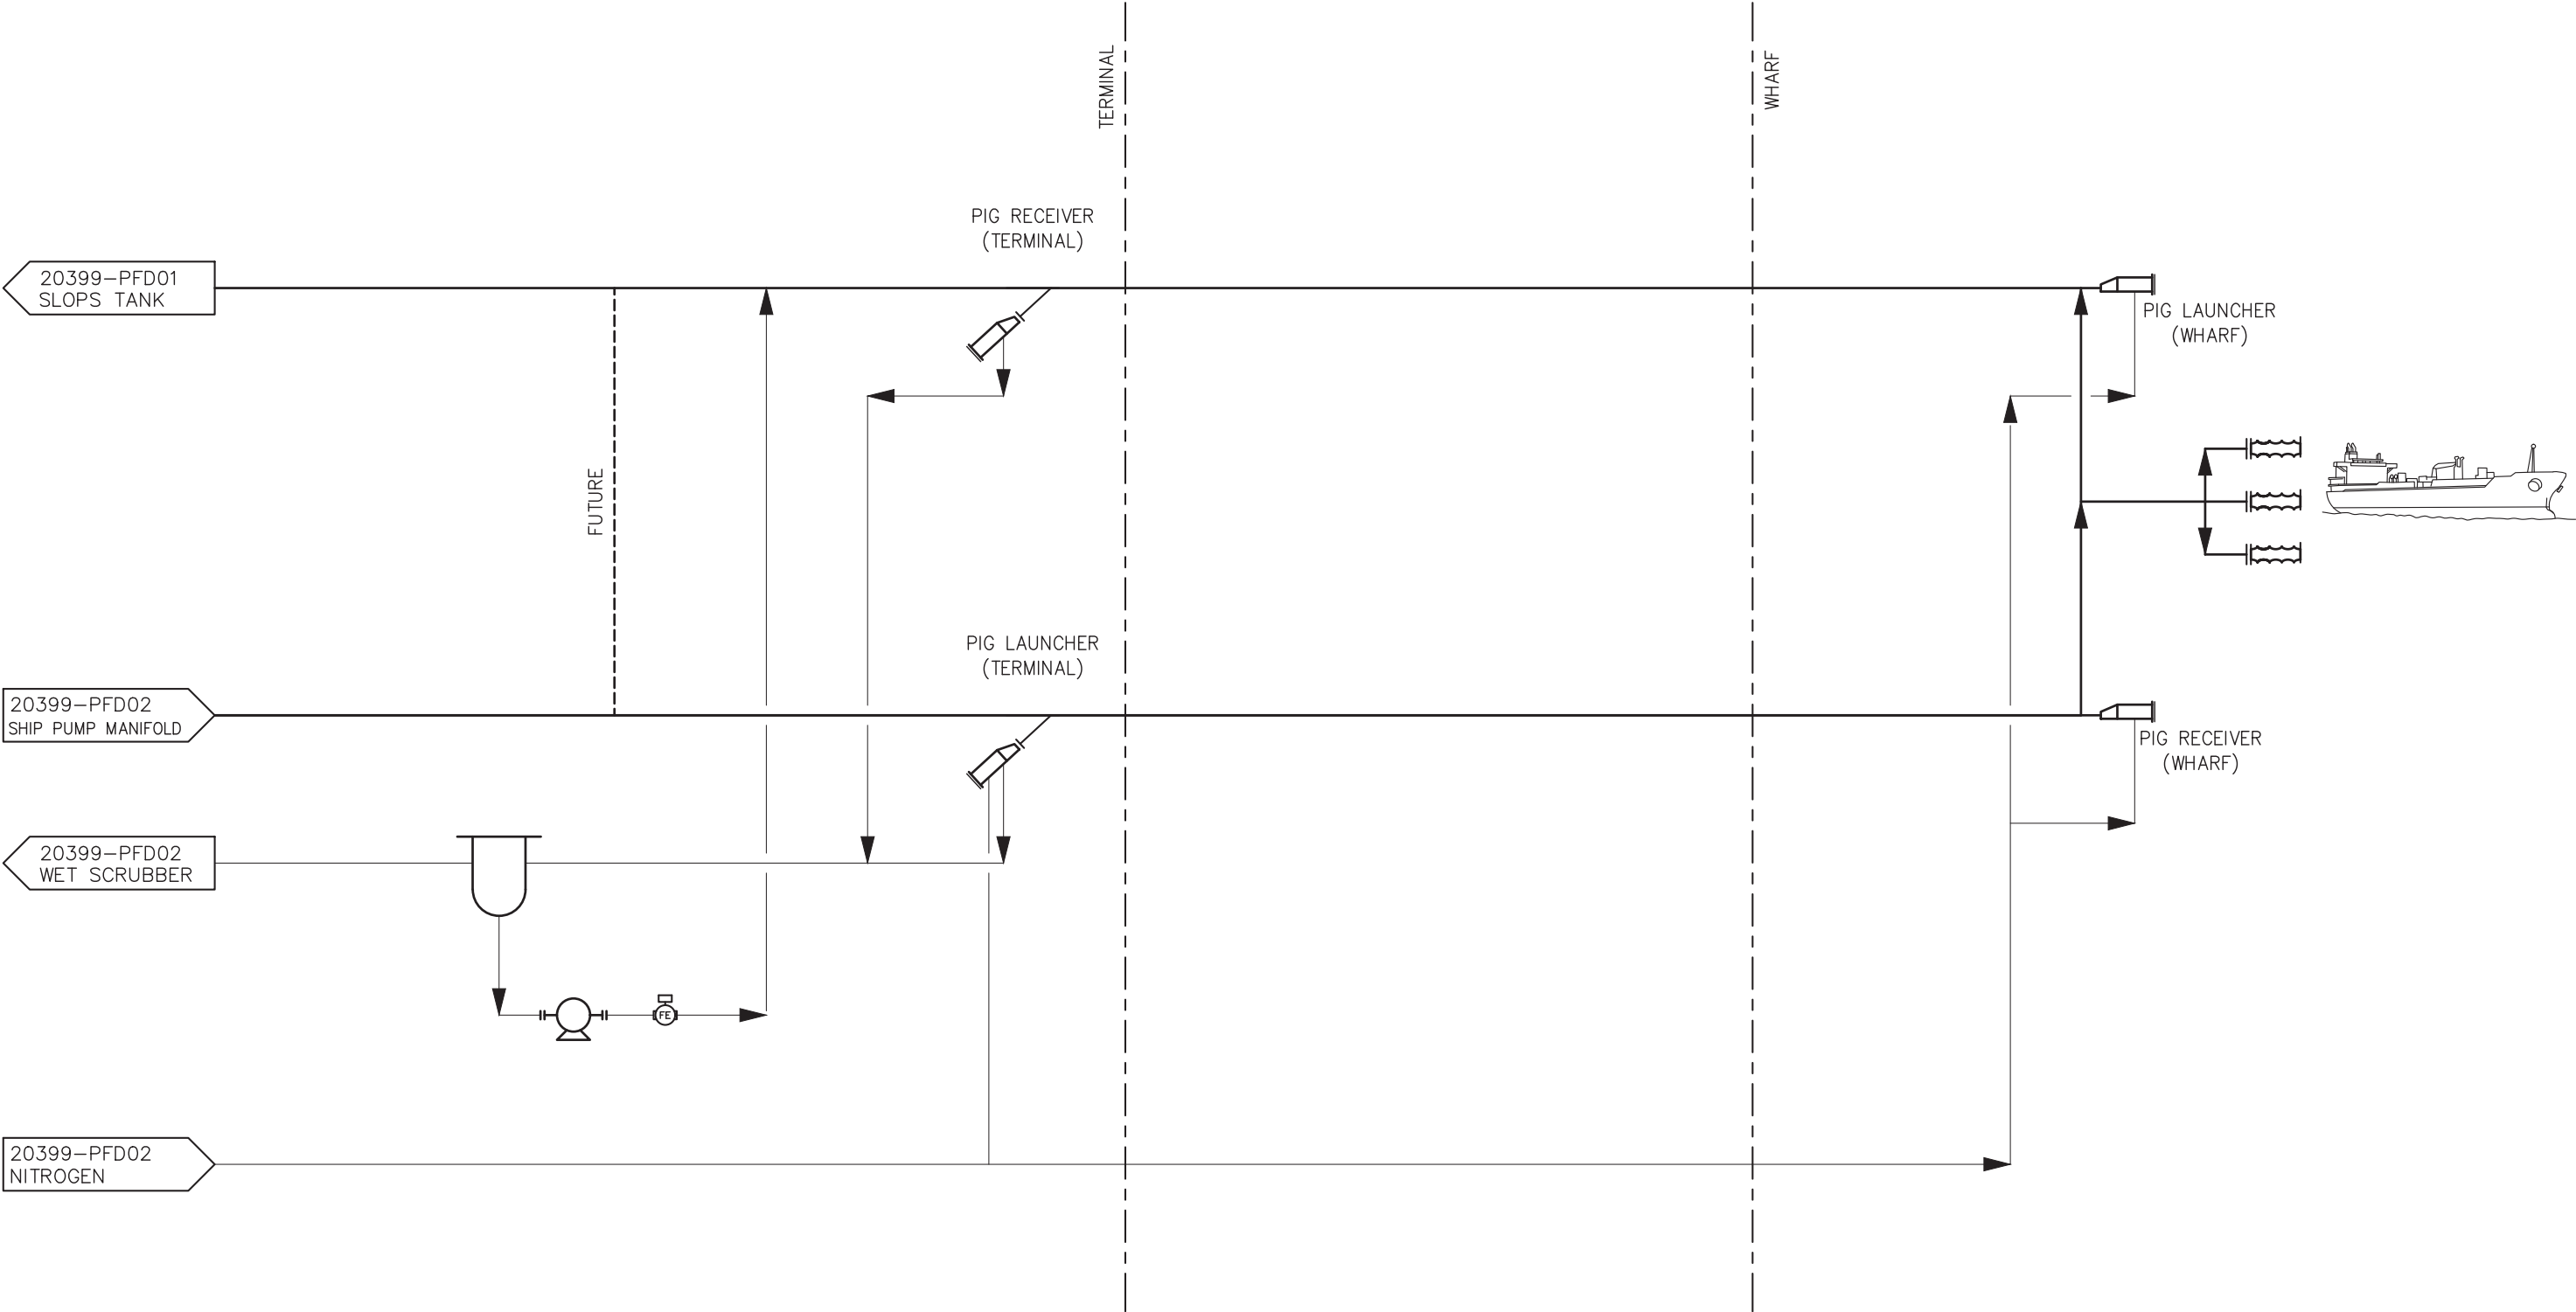 TERMINAL
WHARF
PIG RECEIVER
(TERMINAL)
20399-PFD01
SLOPS TANK
PIG LAUNCHER
(WHARF)
FUTURE
PIG LAUNCHER
(TERMINAL)
20399-PFD02
SHIP PUMP MANIFOLD
PIG RECEIVER
(WHARF)
20399-PFD02
WET SCRUBBER
FE
20399-PFD02
NITROGEN